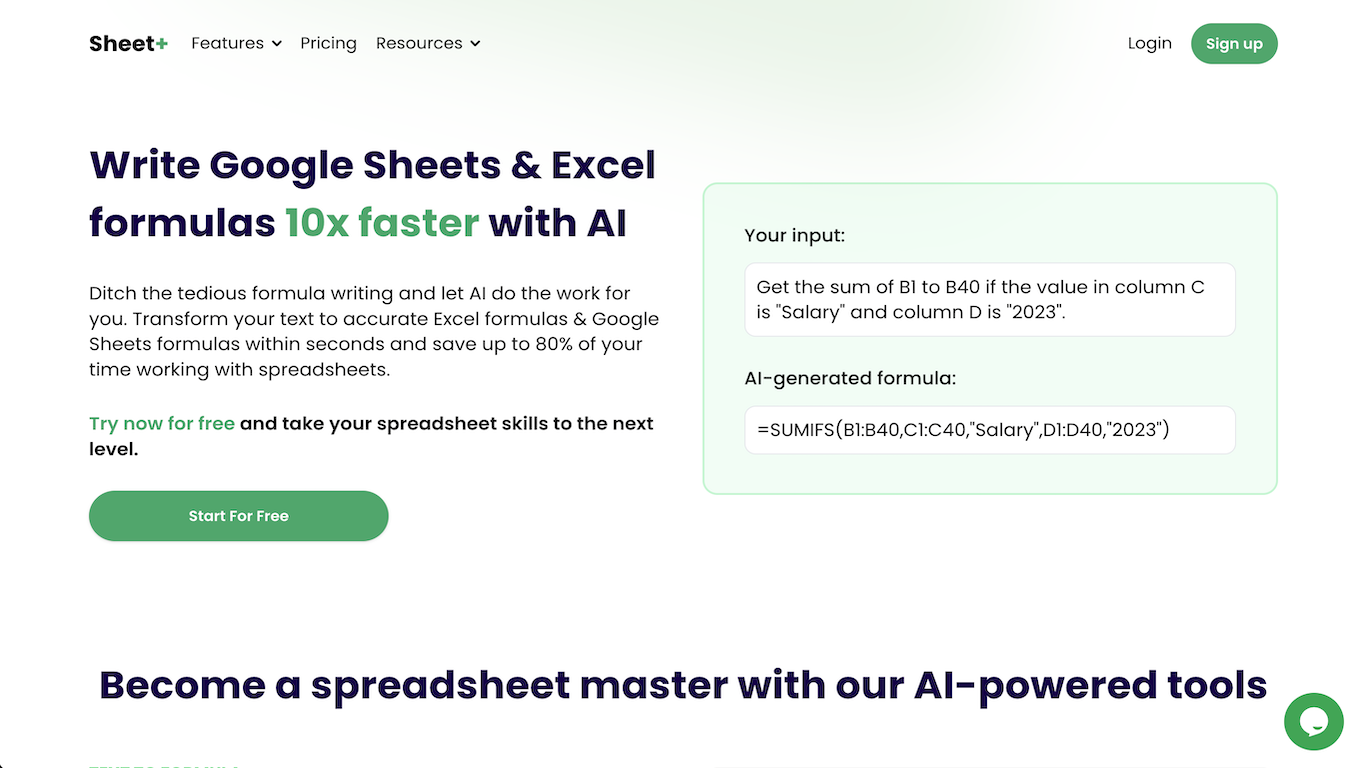 Sheet+ Features Pricing Resources Login Sign up
Write Google Sheets & Excel
formulas 10x faster with AI
Ditch the tedious formula writing and let AI do the work for
you. Transform your text to accurate Excel formulas & Google
Sheets formulas within seconds and save up to 80% of your
time working with spreadsheets.
Try now for free and take your spreadsheet skills to the next
level.
Start For Free
Your input:
Get the sum of B1 to B40 if the value in column C
is "Salary" and column D is "2023".
AI-generated formula:
=SUMIFS(B1:B40,C1:C40,"Salary",D1:D40,"2023")
Become a spreadsheet master with our AI-powered tools